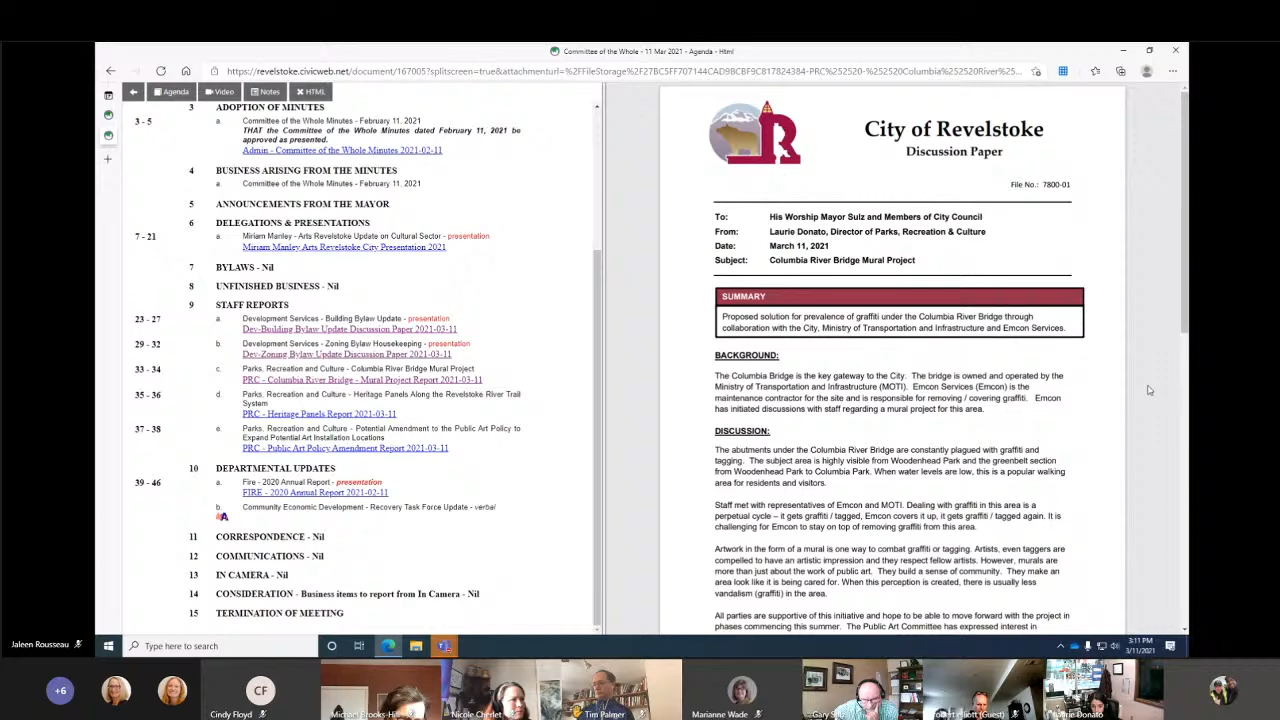 Committee of the Whole - 11 Mar 2021 - Agenda - Html
https://revelstoke.civicweb.net/document/167005?splitscreen=true&attachmenturl=%2FFileStorage%2F27BC5FF707144CAD9BCBF9C817824384-PRC%252520-%252520Columbia%252520River%252...
Agenda Video Notes HTML
3 ADOPTION OF MINUTES
3 - 5 a. Committee of the Whole Minutes - February 11, 2021
THAT the Committee of the Whole Minutes dated February 11, 2021 be
approved as presented.
Admin - Committee of the Whole Minutes 2021-02-11
4 BUSINESS ARISING FROM THE MINUTES
a. Committee of the Whole Minutes - February 11, 2021
5 ANNOUNCEMENTS FROM THE MAYOR
6 DELEGATIONS & PRESENTATIONS
7 - 21 a. Miriam Manley - Arts Revelstoke Update on Cultural Sector - presentation
Miriam Manley Arts Revelstoke City Presentation 2021
7 BYLAWS - Nil
8 UNFINISHED BUSINESS - Nil
9 STAFF REPORTS
23 - 27 a. Development Services - Building Bylaw Update - presentation
Dev-Building Bylaw Update Discussion Paper 2021-03-11
29 - 32 b. Development Services - Zoning Bylaw Housekeeping - presentation
Dev-Zoning Bylaw Update Discussion Paper 2021-03-11
33 - 34 c. Parks, Recreation and Culture - Columbia River Bridge Mural Project
PRC - Columbia River Bridge - Mural Project Report 2021-03-11
35 - 36 d. Parks, Recreation and Culture - Heritage Panels Along the Revelstoke River Trail
System
PRC - Heritage Panels Report 2021-03-11
37 - 38 e. Parks, Recreation and Culture - Potential Amendment to the Public Art Policy to
Expand Potential Art Installation Locations
PRC - Public Art Policy Amendment Report 2021-03-11
10 DEPARTMENTAL UPDATES
39 - 46 a. Fire - 2020 Annual Report - presentation
FIRE - 2020 Annual Report 2021-02-11
b. Community Economic Development - Recovery Task Force Update - verbal
11 CORRESPONDENCE - Nil
12 COMMUNICATIONS - Nil
13 IN CAMERA - Nil
14 CONSIDERATION - Business items to report from In Camera - Nil
15 TERMINATION OF MEETING
R
City of Revelstoke
Discussion Paper
File No.: 7800-01
To: His Worship Mayor Sulz and Members of City Council
From: Laurie Donato, Director of Parks, Recreation & Culture
Date: March 11, 2021
Subject: Columbia River Bridge Mural Project
SUMMARY
Proposed solution for prevalence of graffiti under the Columbia River Bridge through
collaboration with the City, Ministry of Transportation and Infrastructure and Emcon Services.
BACKGROUND:
The Columbia Bridge is the key gateway to the City. The bridge is owned and operated by the
Ministry of Transportation and Infrastructure (MOTI). Emcon Services (Emcon) is the
maintenance contractor for the site and is responsible for removing / covering graffiti. Emcon
has initiated discussions with staff regarding a mural project for this area.
DISCUSSION:
The abutments under the Columbia River Bridge are constantly plagued with graffiti and
tagging. The subject area is highly visible from Woodenhead Park and the greenbelt section
from Woodenhead Park to Columbia Park. When water levels are low, this is a popular walking
area for residents and visitors.
Staff met with representatives of Emcon and MOTI. Dealing with graffiti in this area is a
perpetual cycle – it gets graffiti / tagged, Emcon covers it up, it gets graffiti / tagged again. It is
challenging for Emcon to stay on top of removing graffiti from this area.
Artwork in the form of a mural is one way to combat graffiti or tagging. Artists, even taggers are
compelled to have an artistic impression and they respect fellow artists. However, murals are
more than just about the work of public art. They build a sense of community. They make an
area look like it is being cared for. When this perception is created, there is usually less
vandalism (graffiti) in the area.
All parties are supportive of this initiative and hope to be able to move forward with the project in
phases commencing this summer. The Public Art Committee has expressed interest in
Jaleen Rousseau
Type here to search
3:11 PM
3/11/2021
+6
CF
Cindy Floyd
Michael Brooks-Hill
Nicole Cherlet
Tim Palmer
Marianne Wade
Gary Sulz
robert elliott (Guest)
Laurie Donato